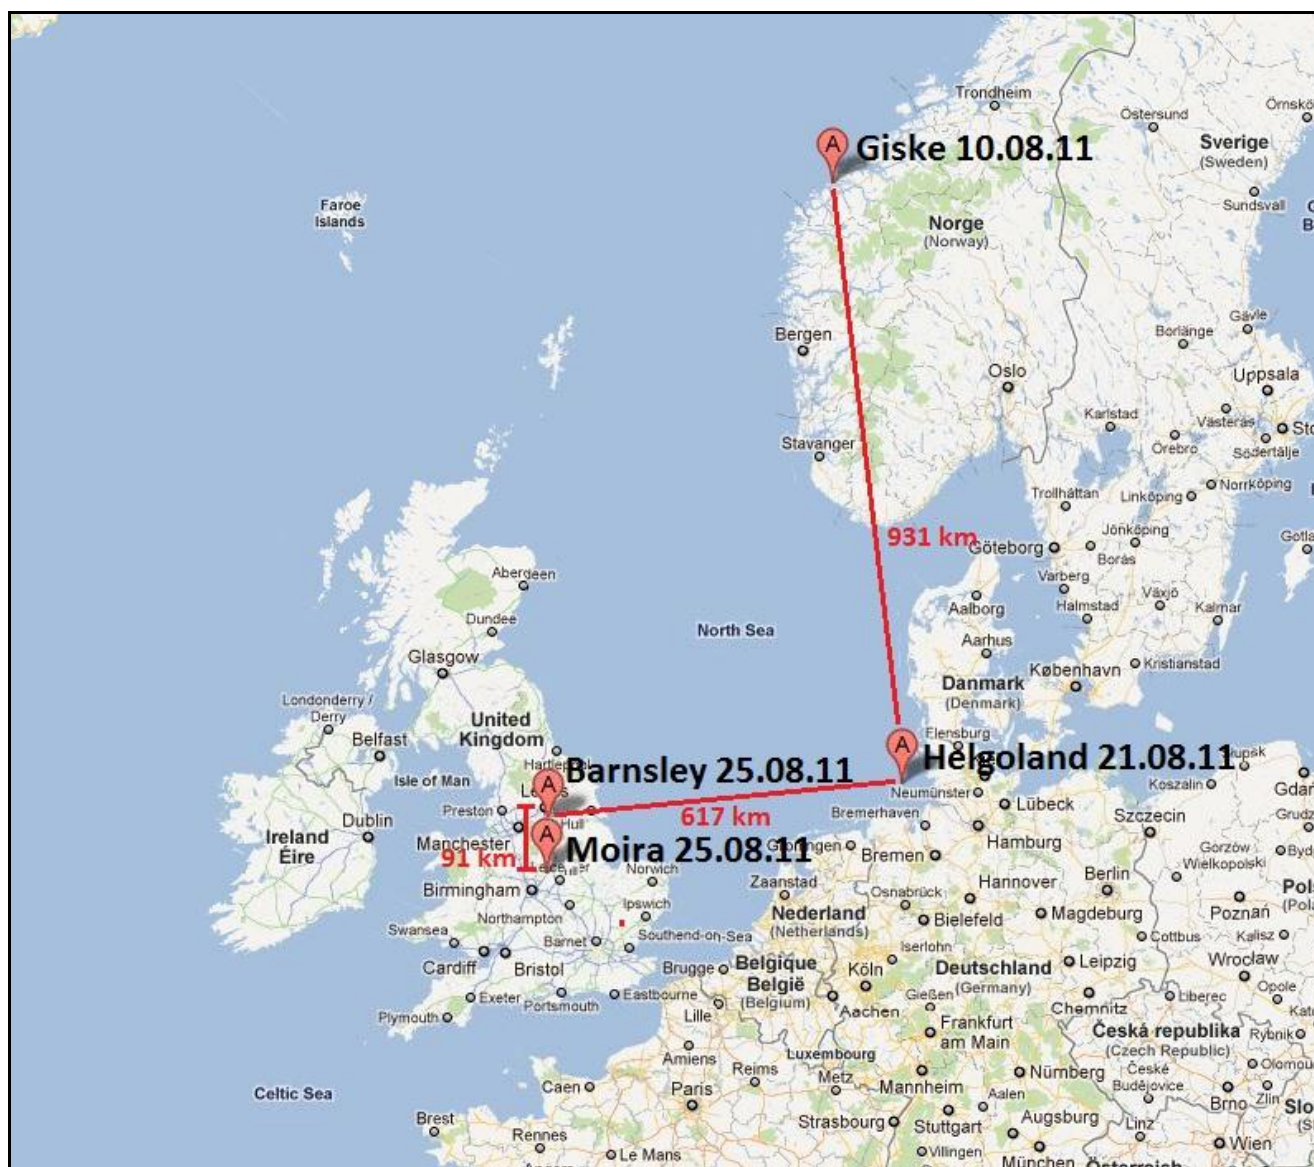 Trondheim
Östersund
Giske 10.08.11
Sverige
(Sweden)
Sundsvall
Faroe
Islands
Norge
(Norway)
Gävle
Bergen
Borlänge
Oslo
Uppsala
Karlstad
Västerås
Stavanger
Örebro
Södertälje
Norrköping
Trollhättan
Linköping
931 km
Göteborg
Jönköping
Borås
Aberdeen
Varberg
Växjö
Aalborg
Halmstad
Kalmar
Dundee
North Sea
Aarhus
Glasgow
København
Kristianstad
Danmark
(Denmark)
Londonderry /
Derry
United
Kingdom
Belfast
Flensburg
Helgoland 21.08.11
A
Barnsley 25.08.11
A
Isle of Man
Koszalin
Neumünster
Preston
Lübeck
Bremerhaven
617 km
Dublin
Hull
Szczecin
Hamburg
Ireland
Éire
Manchester
A
Moira 25.08.11
91 km
Bremen
Gorzów
Wielkopolski
Norwich
Zaanstad
Berlin
Birmingham
Hannover
Osnabrück
Ipswich
Northampton
Nederland
(Netherlands)
Bielefeld
Magdeburg
Poznań
Swansea
Barnet
Southend-on-Sea
Cottbus
Kalisz
Iserlohn
Cardiff
Bristol
Brugge
Belgique
België
(Belgium)
Köln
Deutschland
(Germany)
Leipzig
Wrocław
Exeter
Portsmouth
Eastbourne
Lille
Aachen
Gießen
Chemnitz
Liberec
Opole
Plymouth
Frankfurt
am Main
Česká republika
(Czech Republic)
Rybnik
Amiens
Luxembourg
Reims
Metz
Nürnberg
České
Budějovice
Celtic Sea
Caen
Paris
Mannheim
Aalen
Brno
Zlín
Brest
Strasbourg
Stuttgart
Augsburg
Linz
Rennes
Le Mans
Villingen
München
Wien
A